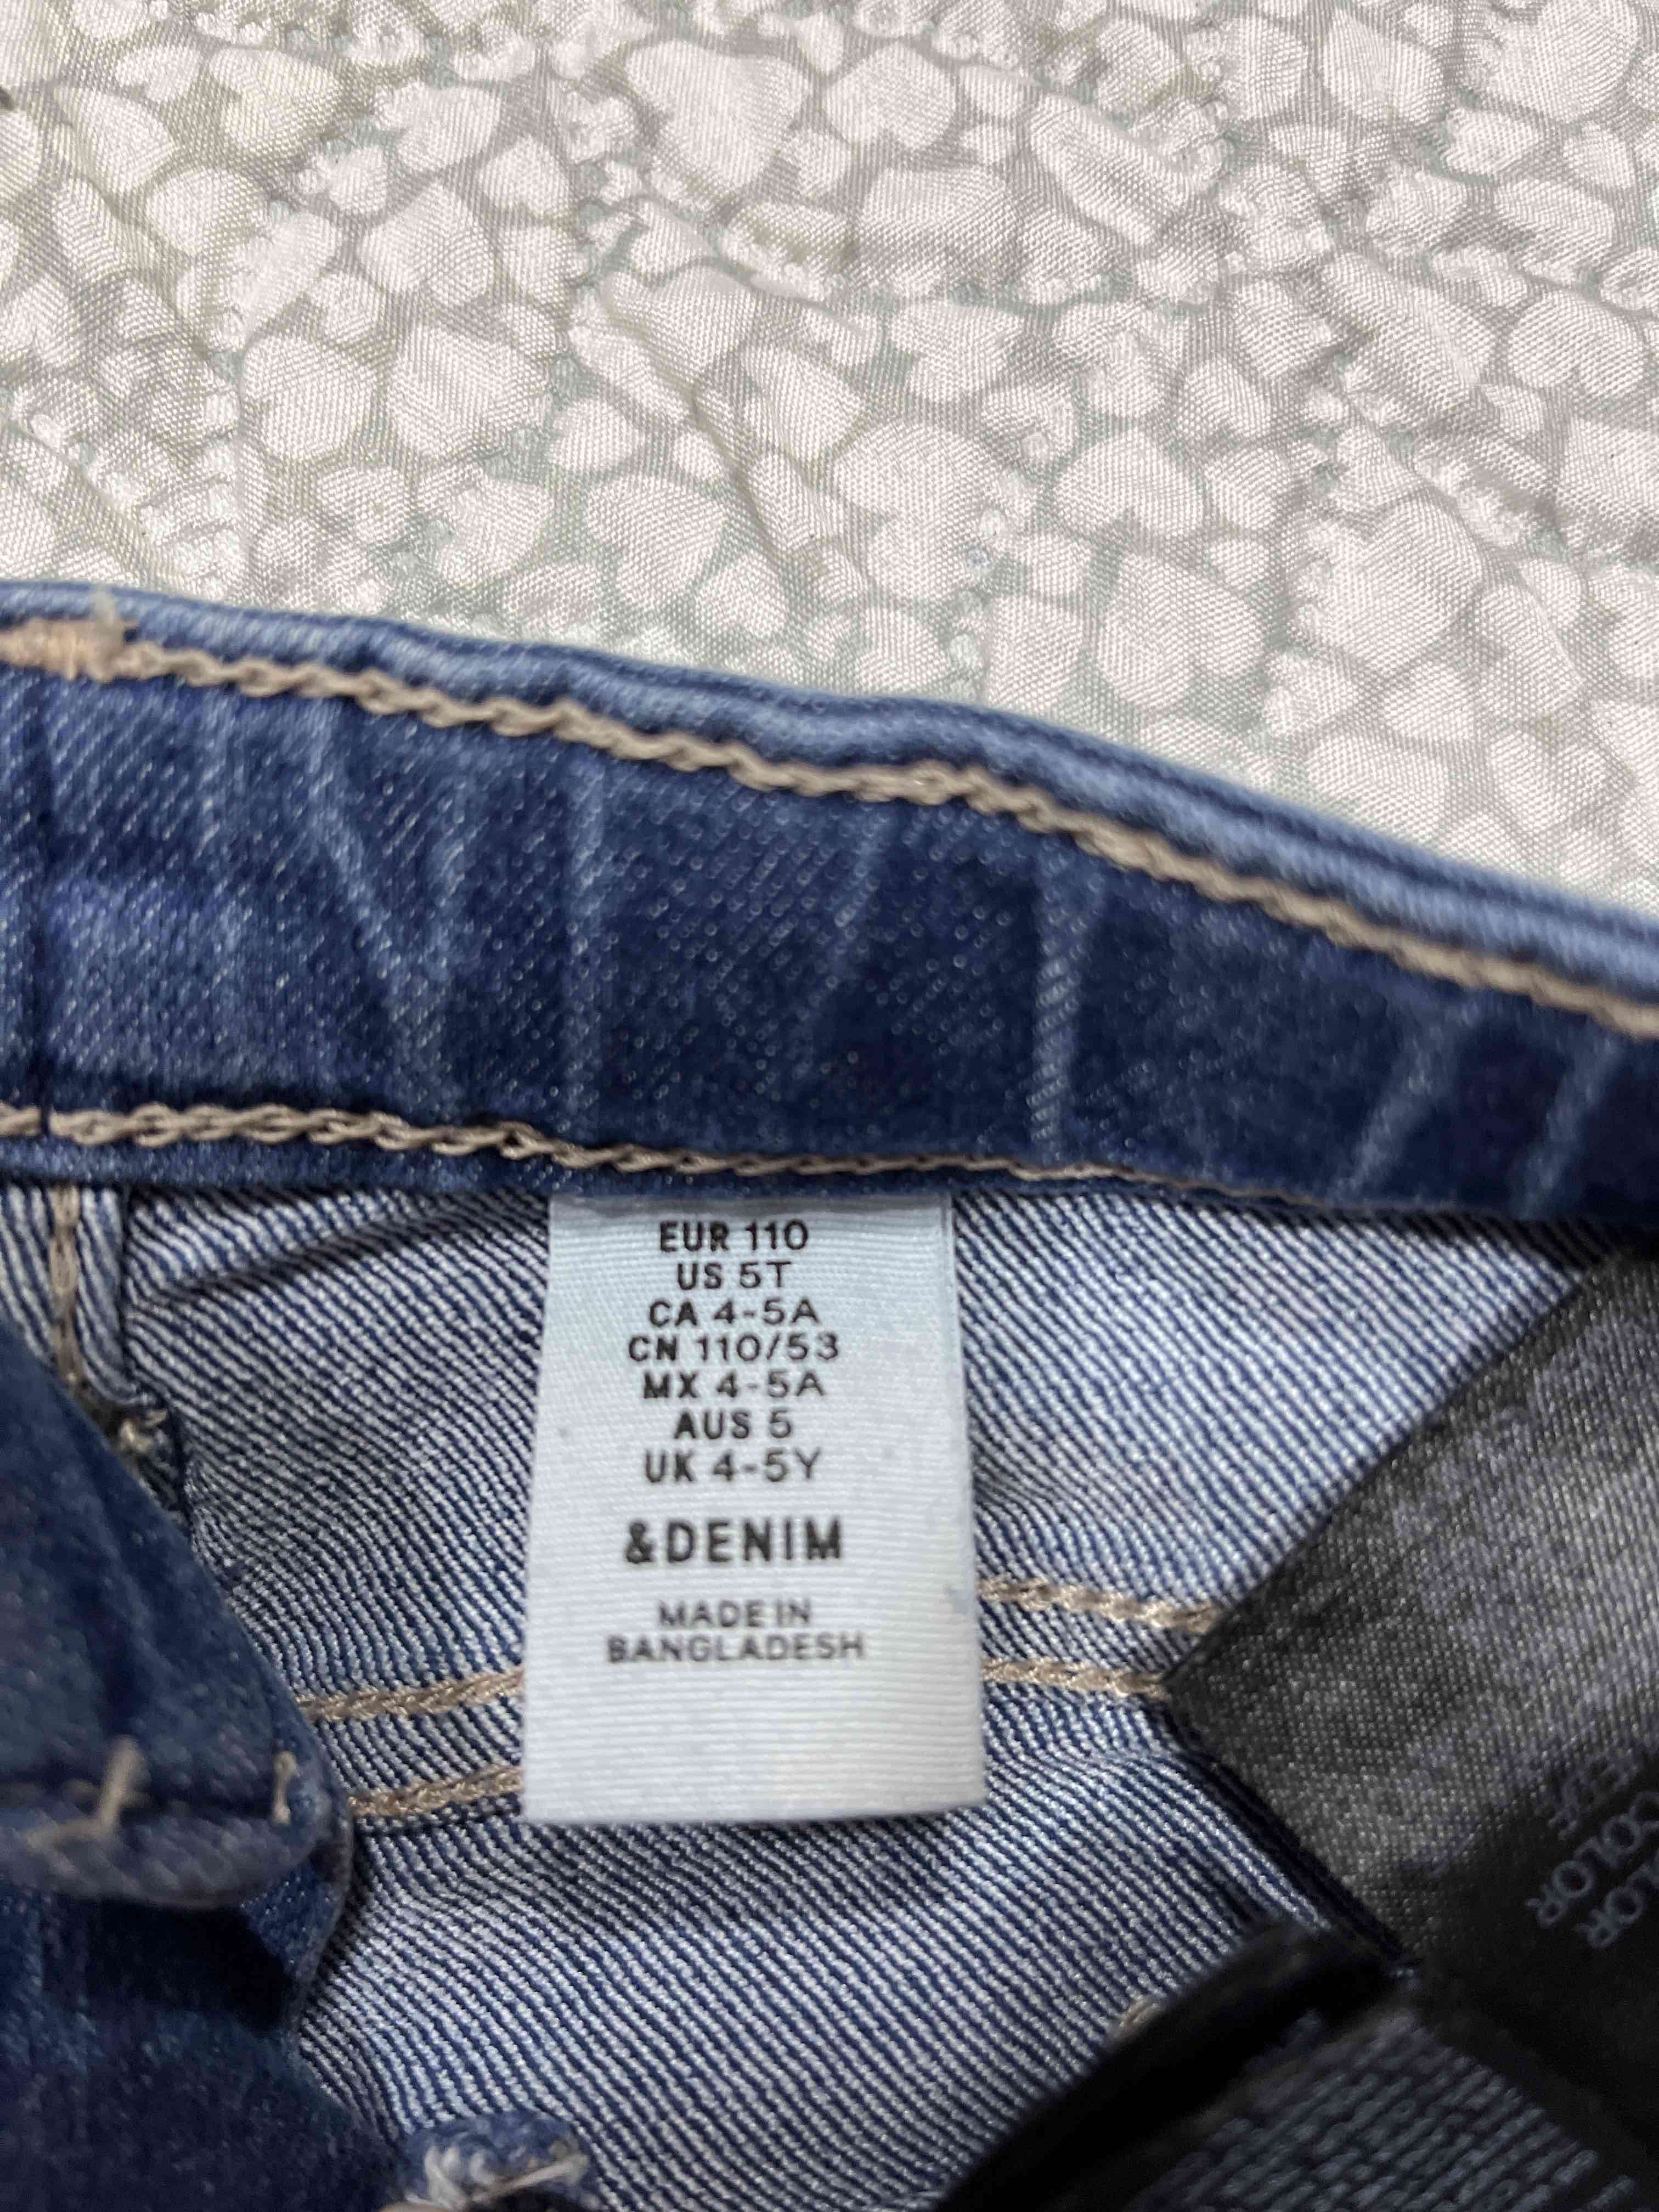 EUR 110
US 5T
CA 4-5A
CN 110/53
MX 4-5A
AUS 5
UK 4-5Y
&DENIM
MADE IN
BANGLADESH
COLOR